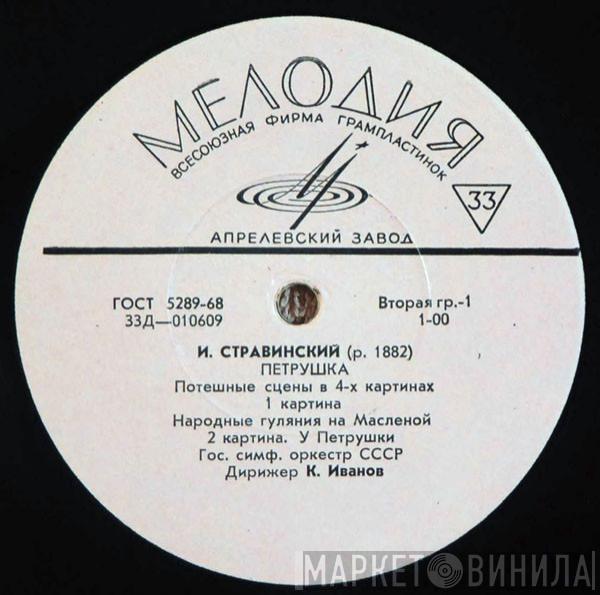 МЕЛОДИЯ
ВСЕСОЮЗНАЯ ФИРМА ГРАМПЛАСТИНОК
33
АПРЕЛЕВСКИЙ ЗАВОД
ГОСТ 5289-68 Вторая гр.-1
33Д—010609 1-00
И. СТРАВИНСКИЙ (р. 1882)
ПЕТРУШКА
Потешные сцены в 4-х картинах
1 картина
Народные гуляния на Масленой
2 картина. У Петрушки
Гос. симф. оркестр СССР
Дирижер К. Иванов
МАРКЕТ ВИНИЛА